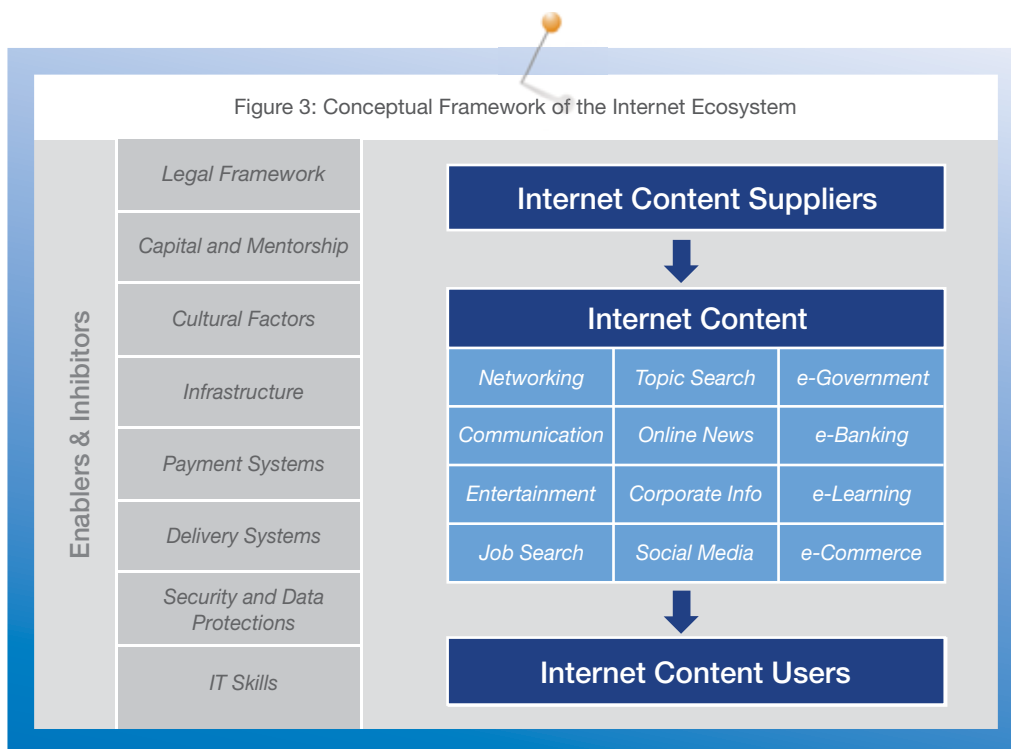 Figure 3: Conceptual Framework of the Internet Ecosystem
Enablers & Inhibitors
Legal Framework
Capital and Mentorship
Cultural Factors
Infrastructure
Payment Systems
Delivery Systems
Security and Data
Protections
IT Skills
Internet Content Suppliers
Internet Content
Networking
Topic Search
e-Government
Communication
Online News
e-Banking
Entertainment
Corporate Info
e-Learning
Job Search
Social Media
e-Commerce
Internet Content Users